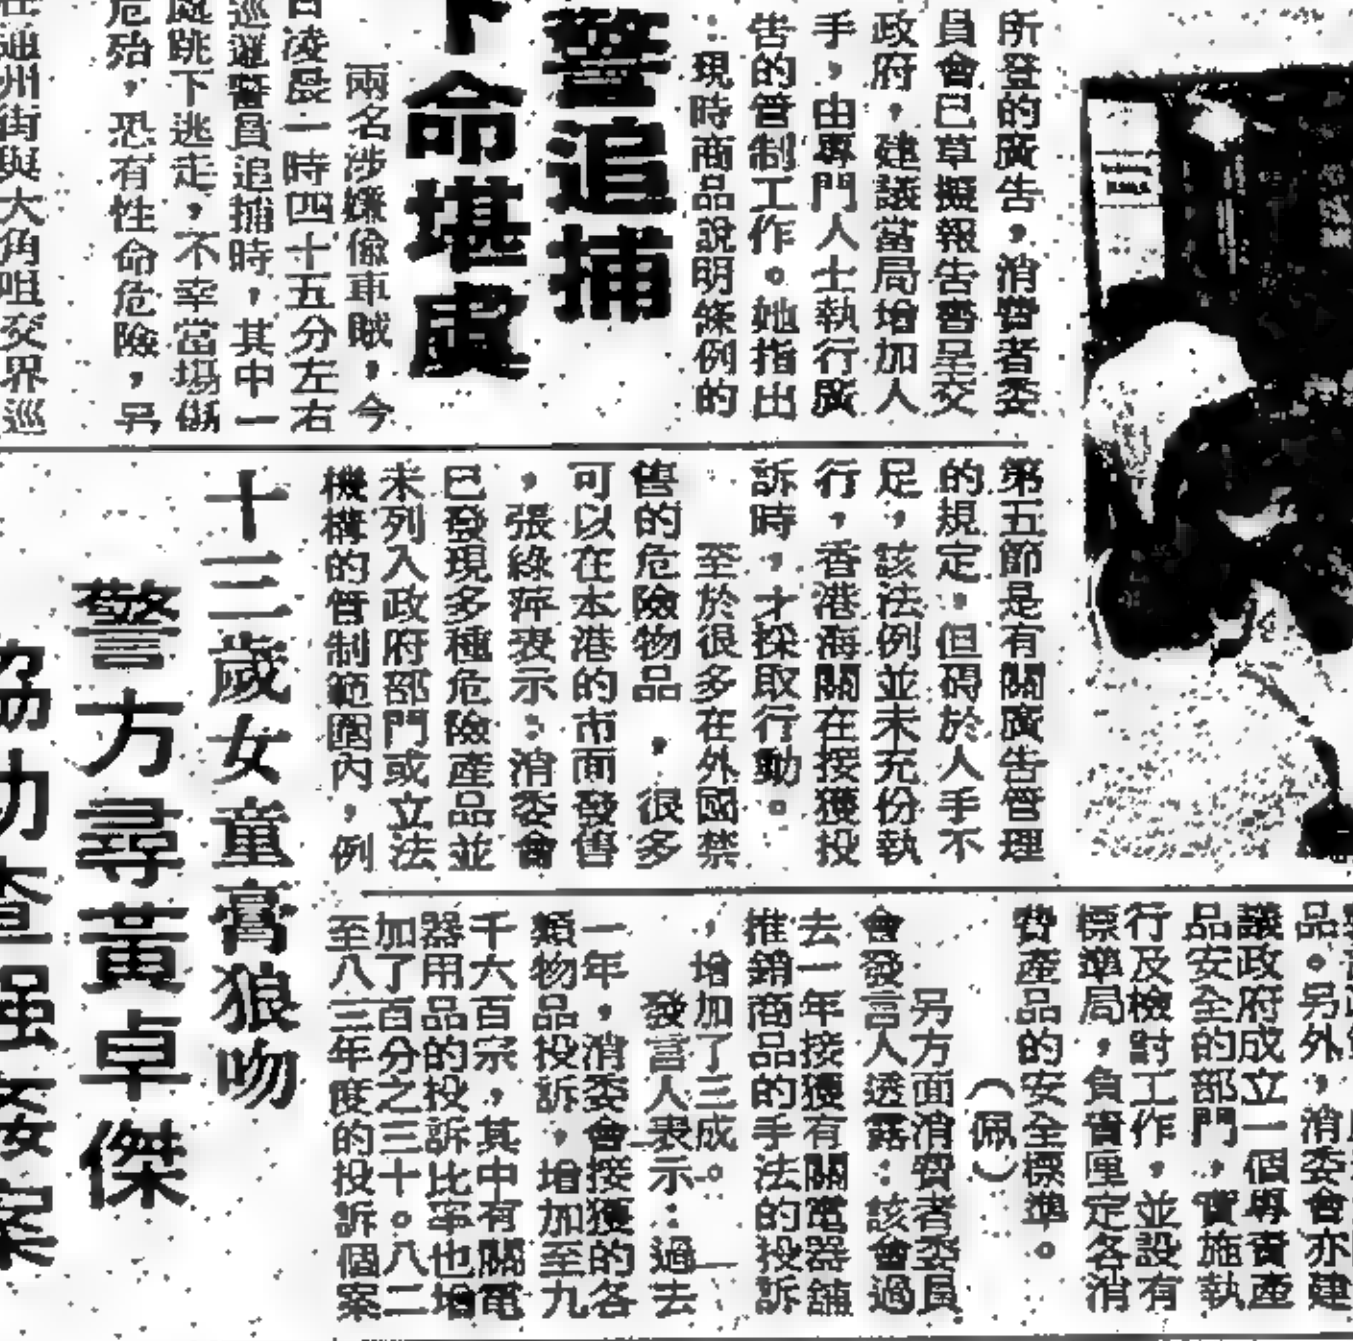 所登的廣告，消費者委
員會已草擬報告書呈交
政府，建議當局增加人
手，由專門人士執行廣
告的管制工作。她指出
：現時商品說明條例的
警追捕
命堪虞
兩名涉嫌偷車賊，今
凌晨一時四十五分左右
巡邏警員追捕時，其中一
處跳下逃走，不幸當場
危殆，恐有性命危險，另
通州街與大角咀交界巡
第五節是有關廣告管理
的規定，但碍於人手不
足，該法例並未充份執
行，香港海關在接獲投
訴時，才採取行動。
至於很多在外國禁
售的危險物品，很多
可以在本港的市面發售
，張綠萍表示：消委會
已發現多種危險產品並
未列入政府部門或立法
機構的管制範圍內，例
十三歲女童膏狼吻
警方尋黃卓傑
協助查强姦案
品。另外，消委會亦建
議政府成立一個專責產
品安全的部門，實施執
行及檢討工作，並設有
標準局，負責厘定各消
費產品的安全標準。
（佩）
另方面消費者委員
會發言人透露：該會過
去一年接獲有關電器舖
推銷商品的手法的投訴
，增加了三成。
發言人表示：過去
一年，消委會接獲的各
類物品投訴，增加至九
千六百宗，其中有關電
器用品的投訴比率也增
加了百分之三十。八二
至八三年度的投訴個案